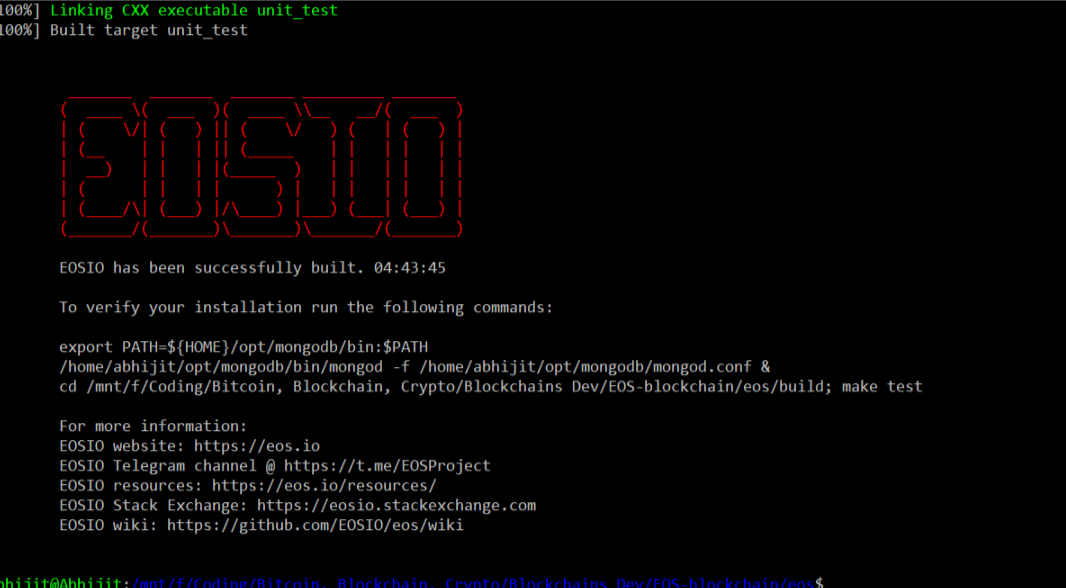 100%] Linking CXX executable unit_test
100%] Built target unit_test
EOSIO
EOSIO has been successfully built. 04:43:45
To verify your installation run the following commands:
export PATH=${HOME}/opt/mongodb/bin:$PATH
/home/abhijit/opt/mongodb/bin/mongod -f /home/abhijit/opt/mongodb/mongod.conf &
cd /mnt/f/Coding/Bitcoin, Blockchain, Crypto/Blockchains Dev/EOS-blockchain/eos/build; make test
For more information:
EOSIO website: https://eos.io
EOSIO Telegram channel @ https://t.me/EOSProject
EOSIO resources: https://eos.io/resources/
EOSIO Stack Exchange: https://eosio.stackexchange.com
EOSIO wiki: https://github.com/EOSIO/eos/wiki
bhijit@Abhijit:/mnt/f/Coding/Bitcoin, Blockchain, Crypto/Blockchains Dev/EOS-blockchain/eos$